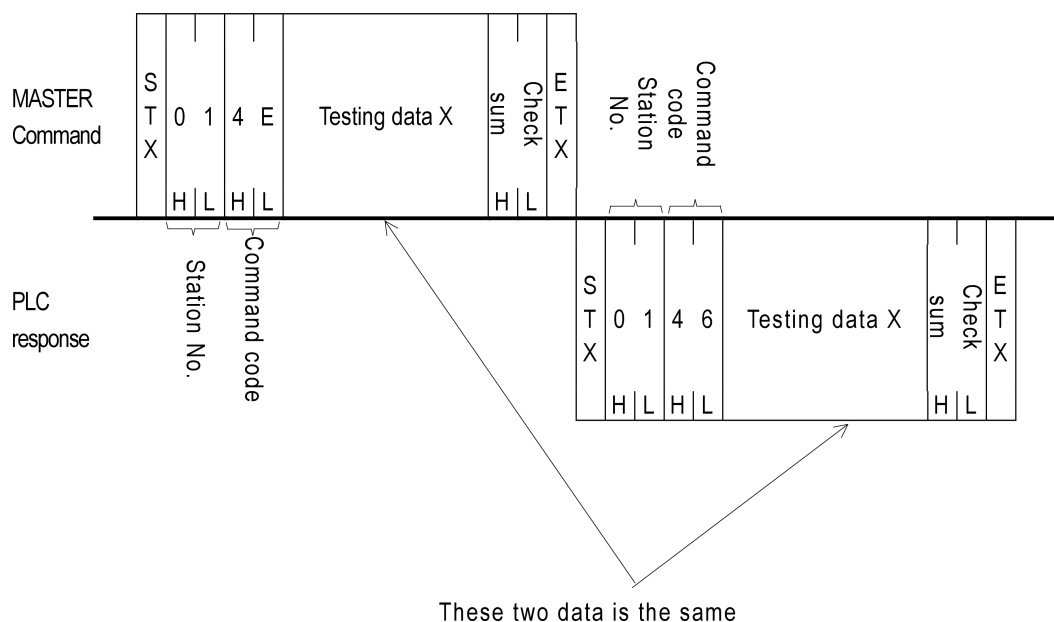 MASTER
Command
S
T
X
0 1
4 E
Testing data X
Check
sum
E
T
X
H L
H L
H L
Station
No.
Command
code
Station No.
Command code
PLC
response
S
T
X
0 1
4 6
Testing data X
Check
sum
E
T
X
H L
H L
H L
These two data is the same